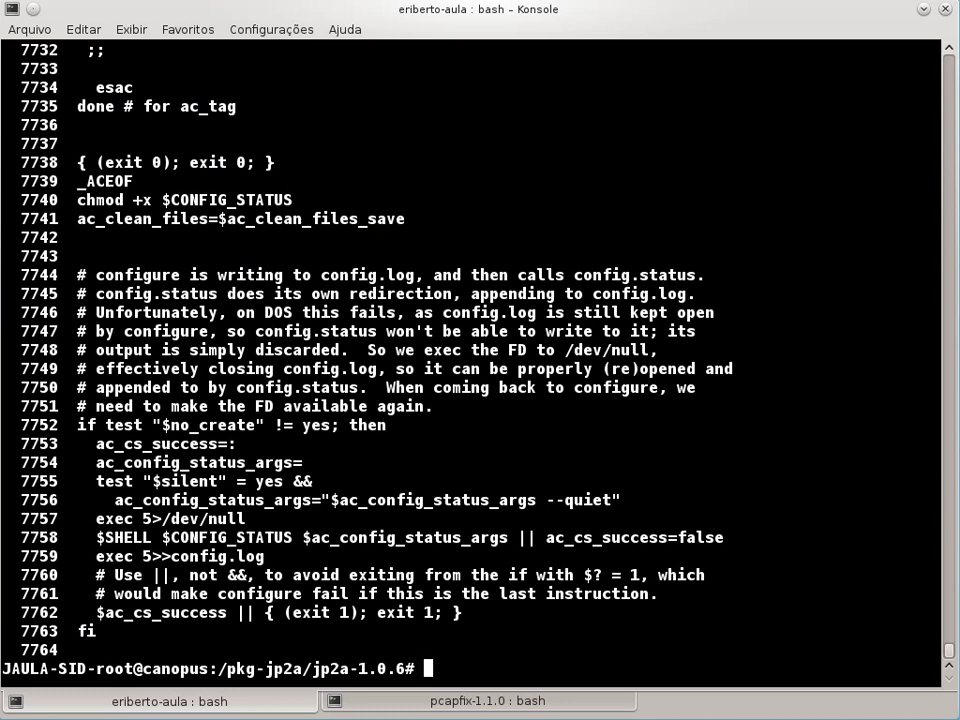 eriberto-aula : bash – Konsole
Arquivo Editar Exibir Favoritos Configurações Ajuda
7732 ;;
7733
7734 esac
7735 done # for ac_tag
7736
7737
7738 { (exit 0); exit 0; }
7739 _ACEOF
7740 chmod +x $CONFIG_STATUS
7741 ac_clean_files=$ac_clean_files_save
7742
7743
7744 # configure is writing to config.log, and then calls config.status.
7745 # config.status does its own redirection, appending to config.log.
7746 # Unfortunately, on DOS this fails, as config.log is still kept open
7747 # by configure, so config.status won't be able to write to it; its
7748 # output is simply discarded.  So we exec the FD to /dev/null,
7749 # effectively closing config.log, so it can be properly (re)opened and
7750 # appended to by config.status.  When coming back to configure, we
7751 # need to make the FD available again.
7752 if test "$no_create" != yes; then
7753   ac_cs_success=:
7754   ac_config_status_args=
7755   test "$silent" = yes &&
7756     ac_config_status_args="$ac_config_status_args --quiet"
7757   exec 5>/dev/null
7758   $SHELL $CONFIG_STATUS $ac_config_status_args || ac_cs_success=false
7759   exec 5>>config.log
7760   # Use ||, not &&, to avoid exiting from the if with $? = 1, which
7761   # would make configure fail if this is the last instruction.
7762   $ac_cs_success || { (exit 1); exit 1; }
7763 fi
7764
JAULA-SID-root@canopus:/pkg-jp2a/jp2a-1.0.6#
eriberto-aula : bash
pcapfix-1.1.0 : bash